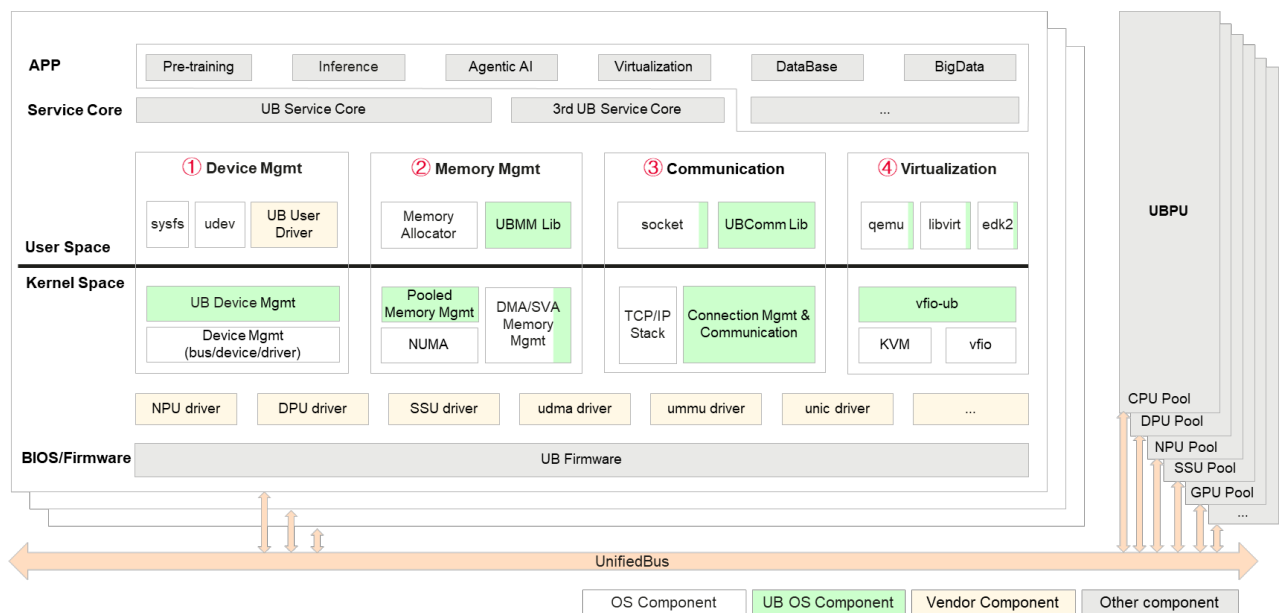 APP
Pre-training
Inference
Agentic AI
Virtualization
DataBase
BigData
Service Core
UB Service Core
3rd UB Service Core
...
① Device Mgmt
② Memory Mgmt
③ Communication
④ Virtualization
sysfs
udev
UB User
Driver
Memory
Allocator
UBMM Lib
socket
UBComm Lib
qemu
libvirt
edk2
User Space
Kernel Space
UB Device Mgmt
Device Mgmt
(bus/device/driver)
Pooled
Memory Mgmt
NUMA
DMA/SVA
Memory
Mgmt
TCP/IP
Stack
Connection Mgmt &
Communication
vfio-ub
KVM
vfio
NPU driver
DPU driver
SSU driver
udma driver
ummu driver
unic driver
...
BIOS/Firmware
UB Firmware
UBPU
CPU Pool
DPU Pool
NPU Pool
SSU Pool
GPU Pool
...
UnifiedBus
OS Component
UB OS Component
Vendor Component
Other component